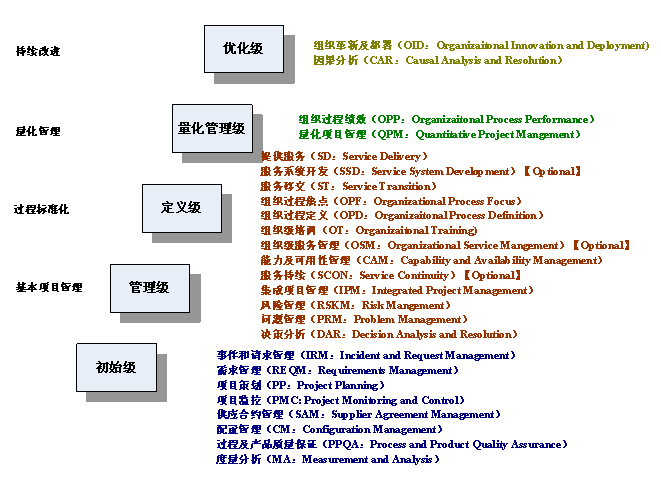 持续改进
优化级
组织革新及部署（OID：Organizaitonal Innovation and Deployment)
因果分析（CAR：Causal Analysis and Resolution）
量化管理
量化管理级
组织过程绩效（OPP：Organizaitonal Process Performance）
量化项目管理（QPM：Quantitative Project Mangement）
过程标准化
定义级
提供服务（SD：Service Delivery）
服务系统开发（SSD：Service System Development）【Optional】
服务移交（ST：Service Transition）
组织过程焦点（OPF：Organizational Process Focus）
组织过程定义（OPD：Organizaitonal Process Definition）
组织级培训（OT：Organizaitonal Training)
组织级服务管理（OSM：Organizational Service Mangement）【Optional】
能力及可用性管理（CAM：Capability and Availability Management）
服务持续（SCON：Service Continuity）【Optional】
集成项目管理（IPM：Integrated Project Management）
风险管理（RSKM：Risk Mangement）
问题管理（PRM：Problem Management）
决策分析（DAR：Decision Analysis and Resolution）
基本项目管理
管理级
初始级
事件和请求管理（IRM：Incident and Request Management）
需求管理（REQM：Requirements Management）
项目策划（PP：Project Planning）
项目监控（PMC: Project Monitoring and Control）
供应合约管理（SAM：Supplier Agreement Management）
配置管理（CM：Configuration Management）
过程及产品质量保证（PPQA：Process and Product Quality Assurance）
度量分析（MA：Measurement and Analysis）